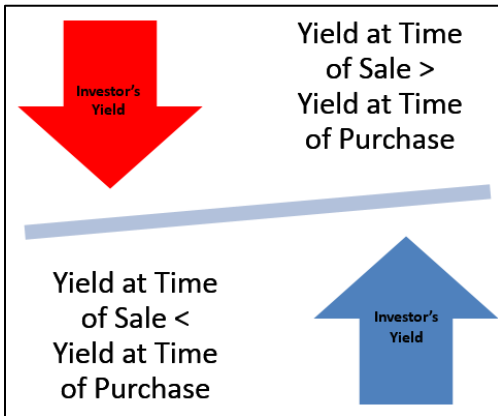 Investor's
Yield
Yield at Time
of Sale >
Yield at Time
of Purchase
Yield at Time
of Sale <
Yield at Time
of Purchase
Investor's
Yield